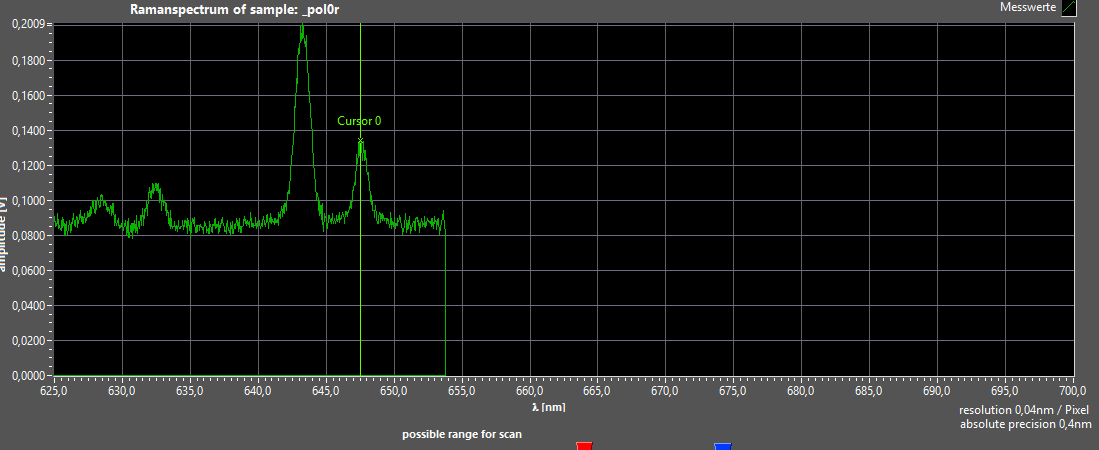 Ramanspectrum of sample: _pol0r
Messwerte
0,2009
0,1800
0,1600
0,1400
0,1200
0,1000
0,0800
0,0600
0,0400
0,0200
0,0000
amplitude [V]
Cursor 0
625,0 630,0 635,0 640,0 645,0 650,0 655,0 660,0 665,0 670,0 675,0 680,0 685,0 690,0 695,0 700,0
λ [nm]
resolution 0,04nm / Pixel
absolute precision 0,4nm
possible range for scan